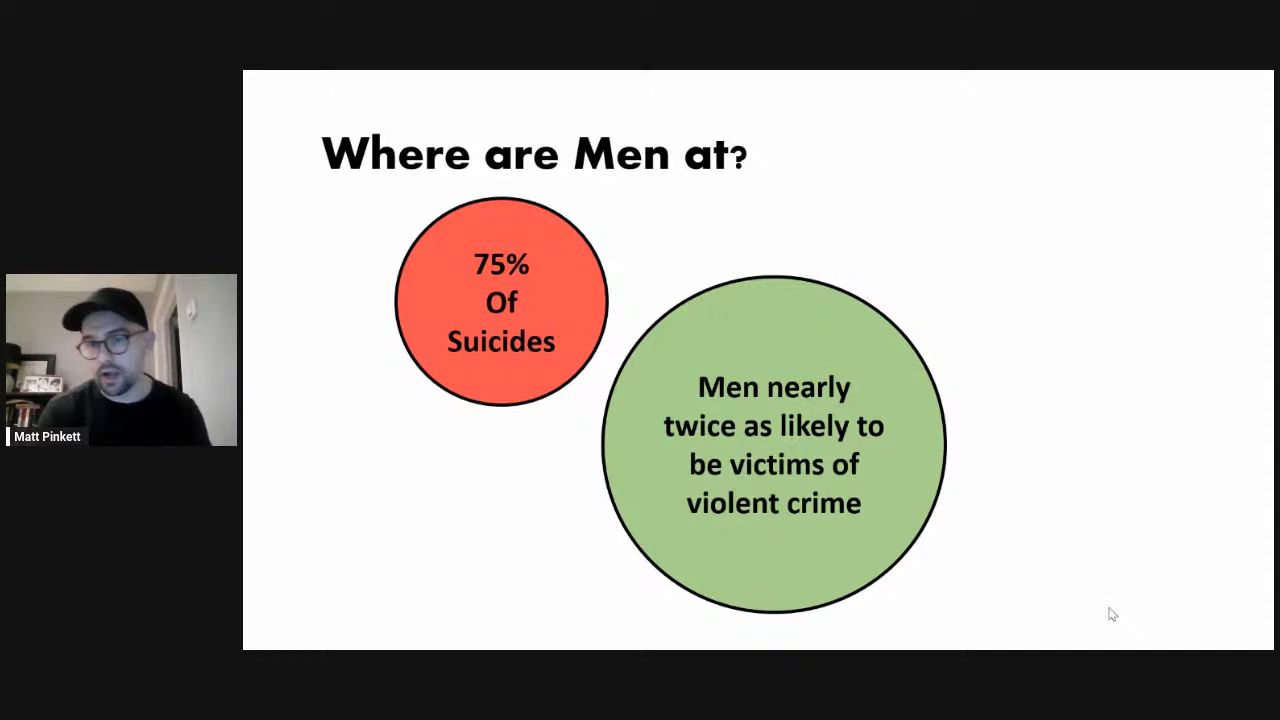 Where are Men at?
75%
Of
Suicides
Men nearly
twice as likely to
be victims of
violent crime
Matt Pinkett